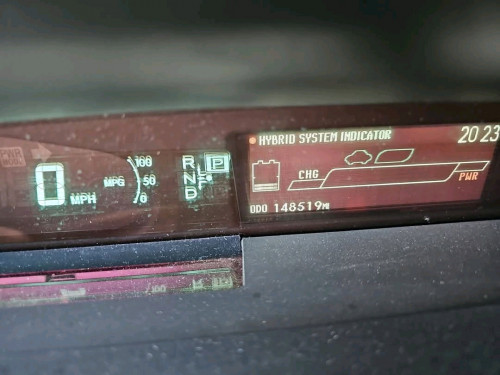 HYBRID SYSTEM INDICATOR 20 23
0 MPH
MPG 100
50
0
R P
N
D
CHG
PWR
ODO 148519MI